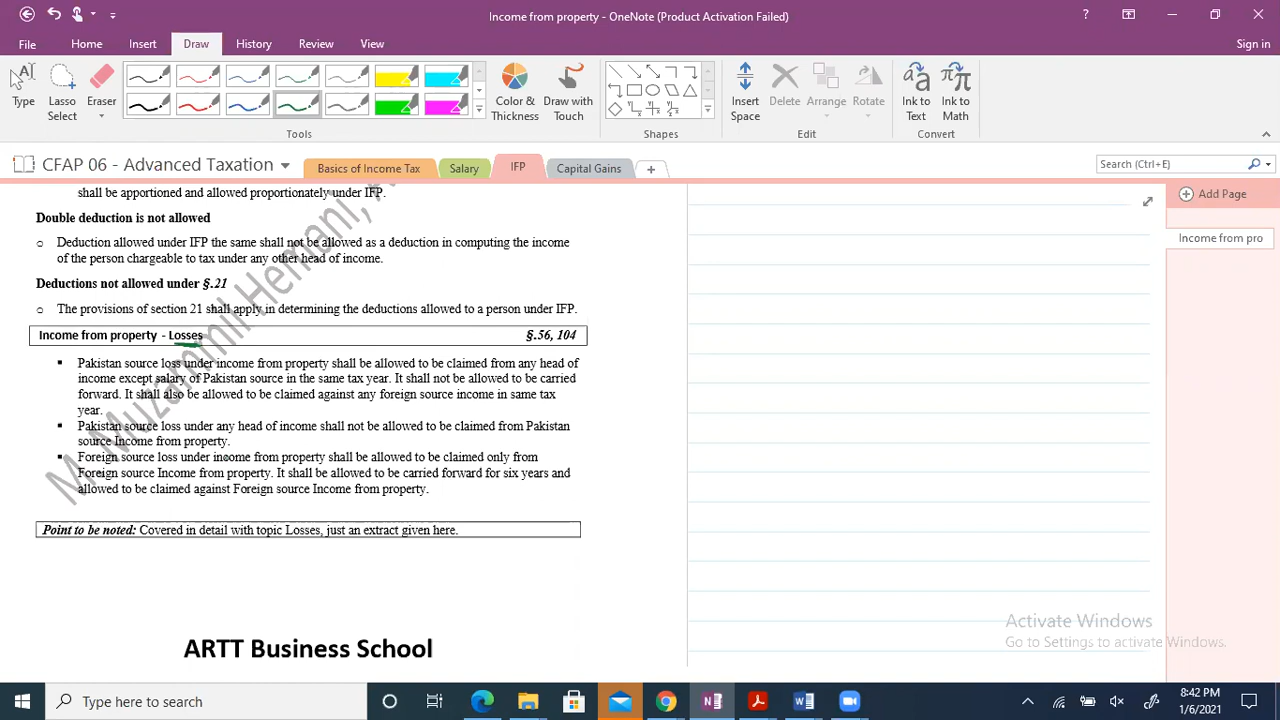 Income from property - OneNote (Product Activation Failed)
?
File Home Insert Draw History Review View
Sign in
Type
Lasso Select
Eraser
Color & Thickness
Draw with Touch
Insert Space
Delete
Arrange
Rotate
Ink to Text
Ink to Math
Tools
Shapes
Edit
Convert
CFAP 06 - Advanced Taxation
Basics of Income Tax
Salary
IFP
Capital Gains
Search (Ctrl+E)
Add Page
Income from pro
shall be apportioned and allowed proportionately under IFP.
Double deduction is not allowed
o Deduction allowed under IFP the same shall not be allowed as a deduction in computing the income
of the person chargeable to tax under any other head of income.
Deductions not allowed under §.21
o The provisions of section 21 shall apply in determining the deductions allowed to a person under IFP.
Income from property - Losses §.56, 104
▪ Pakistan source loss under income from property shall be allowed to be claimed from any head of
income except salary of Pakistan source in the same tax year. It shall not be allowed to be carried
forward. It shall also be allowed to be claimed against any foreign source income in same tax
year.
▪ Pakistan source loss under any head of income shall not be allowed to be claimed from Pakistan
source Income from property.
▪ Foreign source loss under income from property shall be allowed to be claimed only from
Foreign source Income from property. It shall be allowed to be carried forward for six years and
allowed to be claimed against Foreign source Income from property.
Point to be noted: Covered in detail with topic Losses, just an extract given here.
M. Muzammil Hemani,
ARTT Business School
Activate Windows
Go to Settings to activate Windows.
Type here to search
8:42 PM
1/6/2021